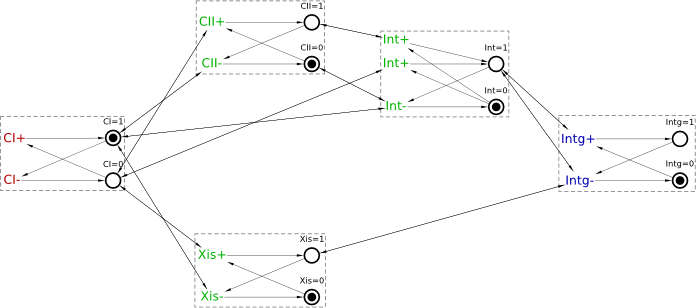 CII=1
CII+
CII=0
CII-
Int+
Int=1
Int+
Int=0
Int-
CI=1
CI+
CI=0
CI-
Intg=1
Intg+
Intg=0
Intg-
Xis=1
Xis+
Xis=0
Xis-